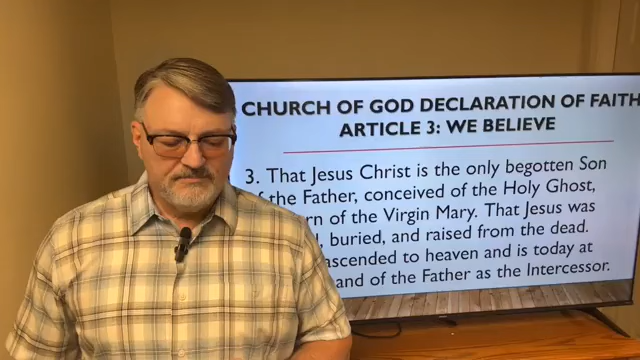 CHURCH OF GOD DECLARATION OF FAITH
ARTICLE 3: WE BELIEVE
3. That Jesus Christ is the only begotten Son
the Father, conceived of the Holy Ghost,
of the Virgin Mary. That Jesus was
buried, and raised from the dead.
ascended to heaven and is today at
of the Father as the Intercessor.